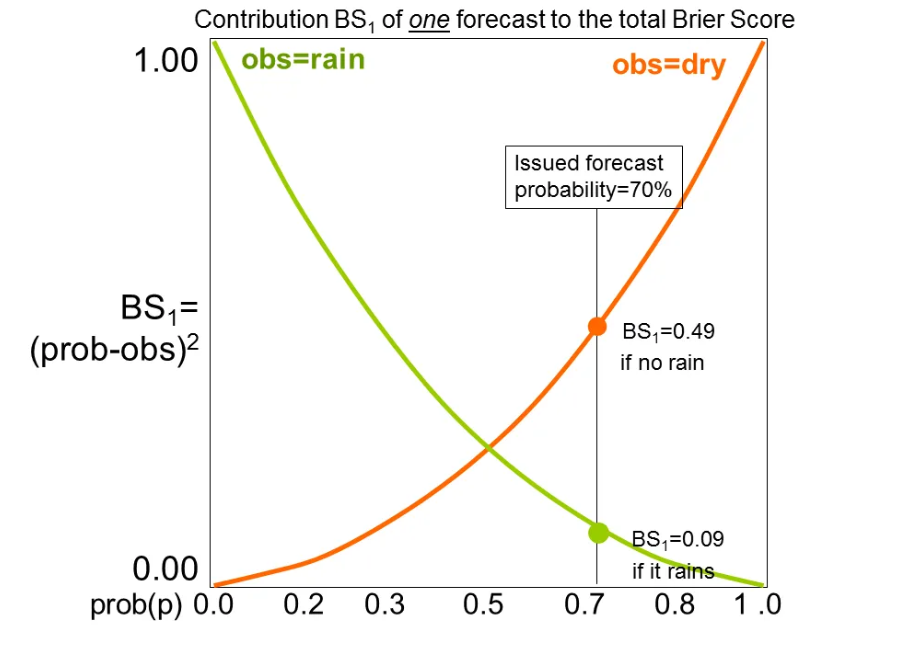 Contribution BS₁ of one forecast to the total Brier Score
1.00
obs=rain
obs=dry
Issued forecast
probability=70%
BS₁=
(prob-obs)²
BS₁=0.49
if no rain
BS₁=0.09
if it rains
0.00
prob(p) 0.0 0.2 0.3 0.5 0.7 0.8 1 .0